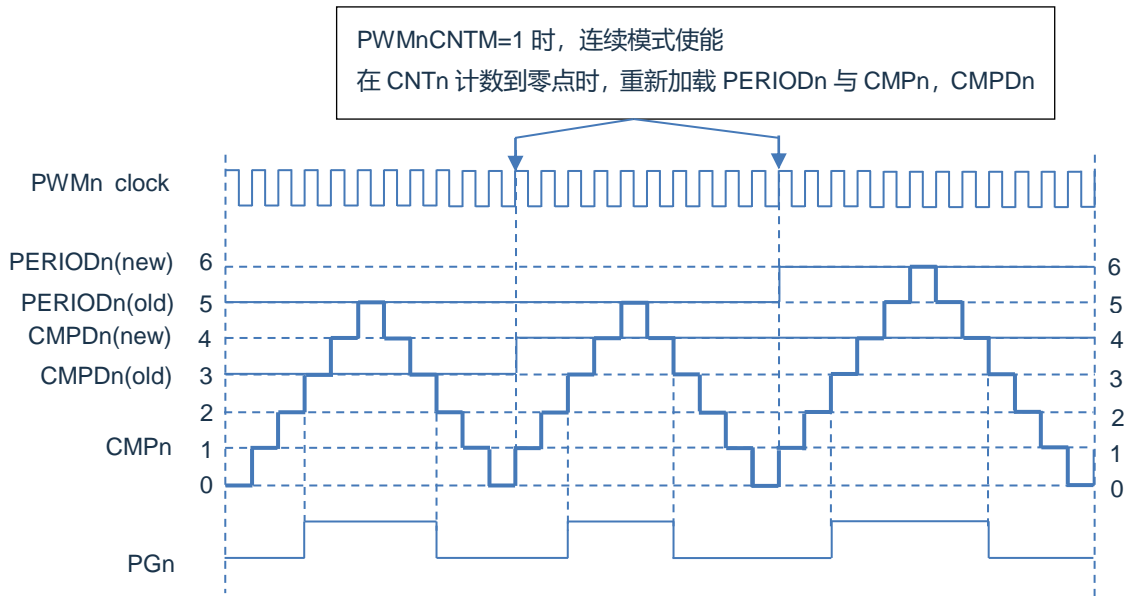 PWMnCNTM=1 时，连续模式使能
在 CNTn 计数到零点时，重新加载 PERIODn 与 CMPn，CMPDn
PWMn clock
PERIODn(new) 6 6
PERIODn(old) 5 5
CMPDn(new) 4 4
CMPDn(old) 3 3
2 2
CMPn 1 1
0 0
PGn